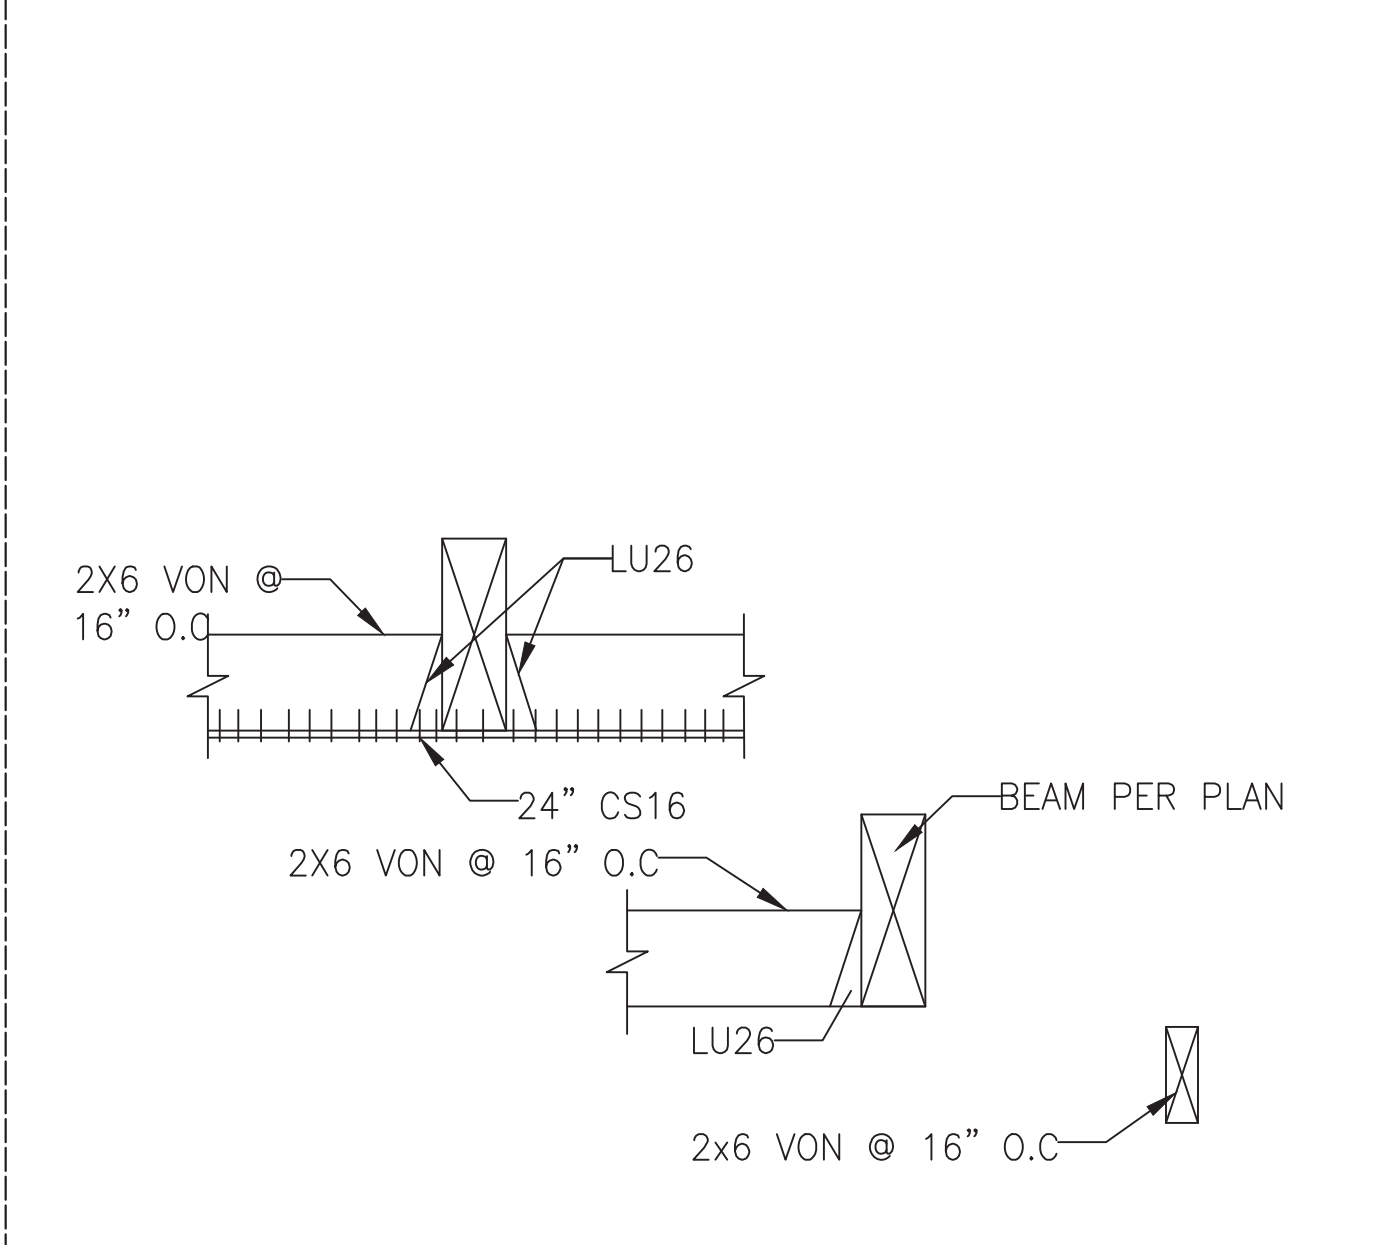 LU26
2X6 VON @
16” O.C
BEAM PER PLAN
24” CS16
2X6 VON @ 16” O.C
LU26
2x6 VON @ 16” O.C